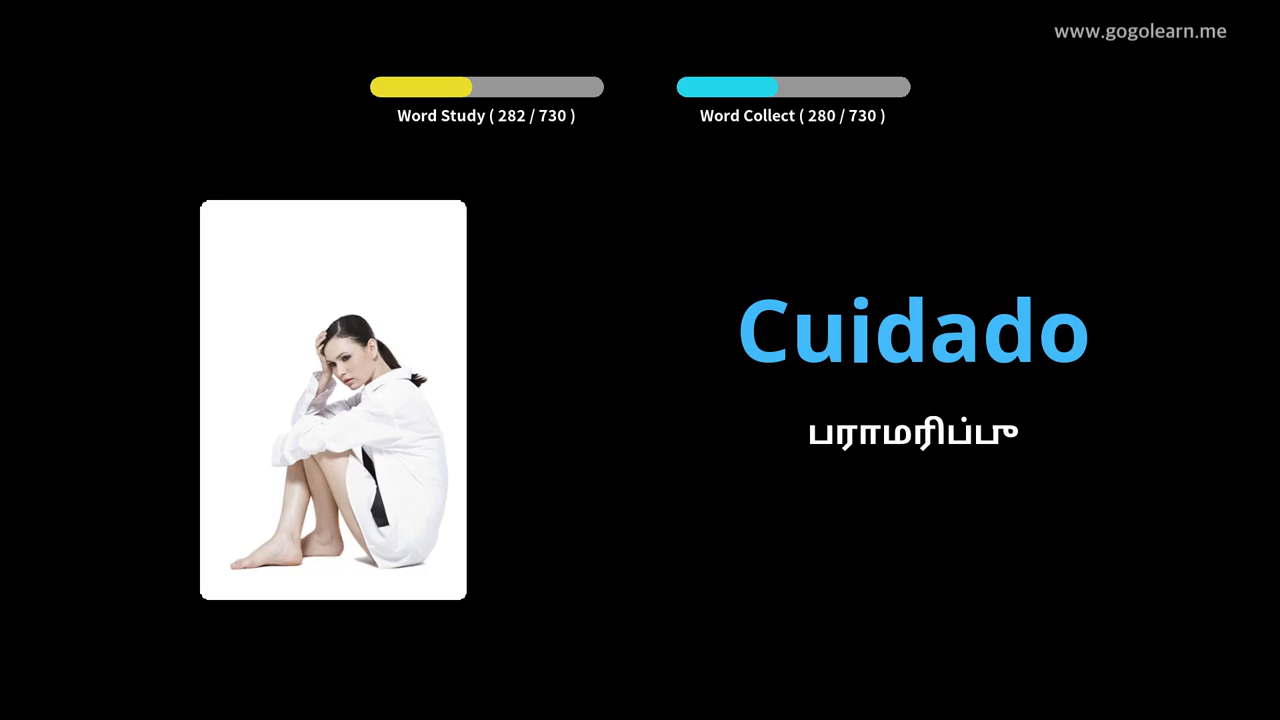 www.gogolearn.me
Word Study ( 282 / 730 )
Word Collect ( 280 / 730 )
Cuidado
பராமரிப்பு